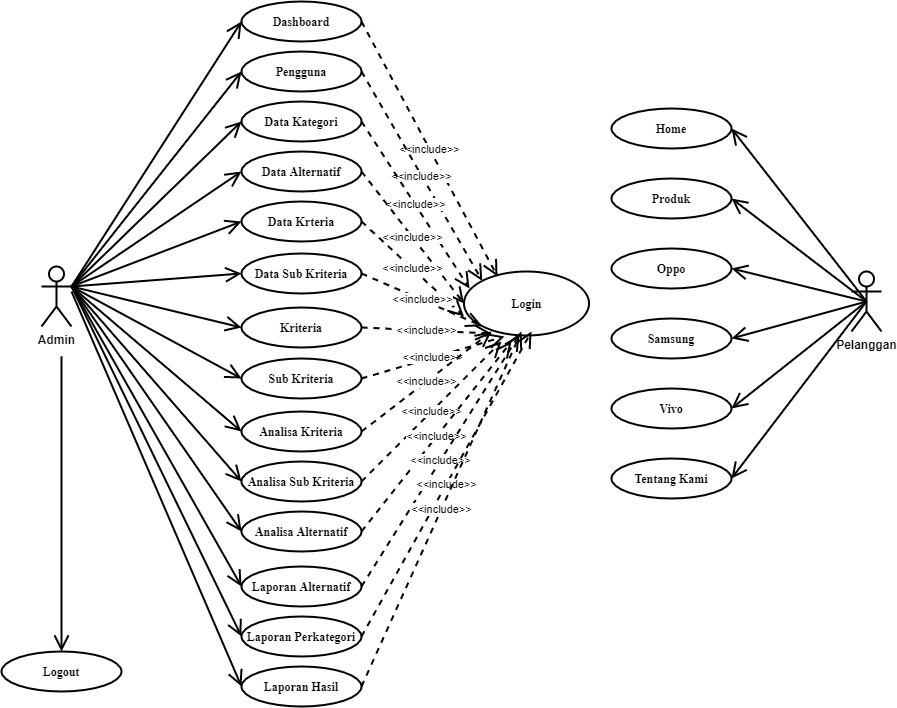 Dashboard
Pengguna
Data Kategori
Data Alternatif
Data Krteria
Data Sub Kriteria
Kriteria
Sub Kriteria
Analisa Kriteria
Analisa Sub Kriteria
Analisa Alternatif
Laporan Alternatif
Laporan Perkategori
Laporan Hasil
Admin
Logout
<<include>>
<<include>>
<<include>>
<<include>>
<<include>>
<<include>>
<<include>>
<<include>>
<<include>>
<<include>>
<<include>>
<<include>>
<<include>>
<<include>>
Login
Home
Produk
Oppo
Samsung
Vivo
Tentang Kami
Pelanggan